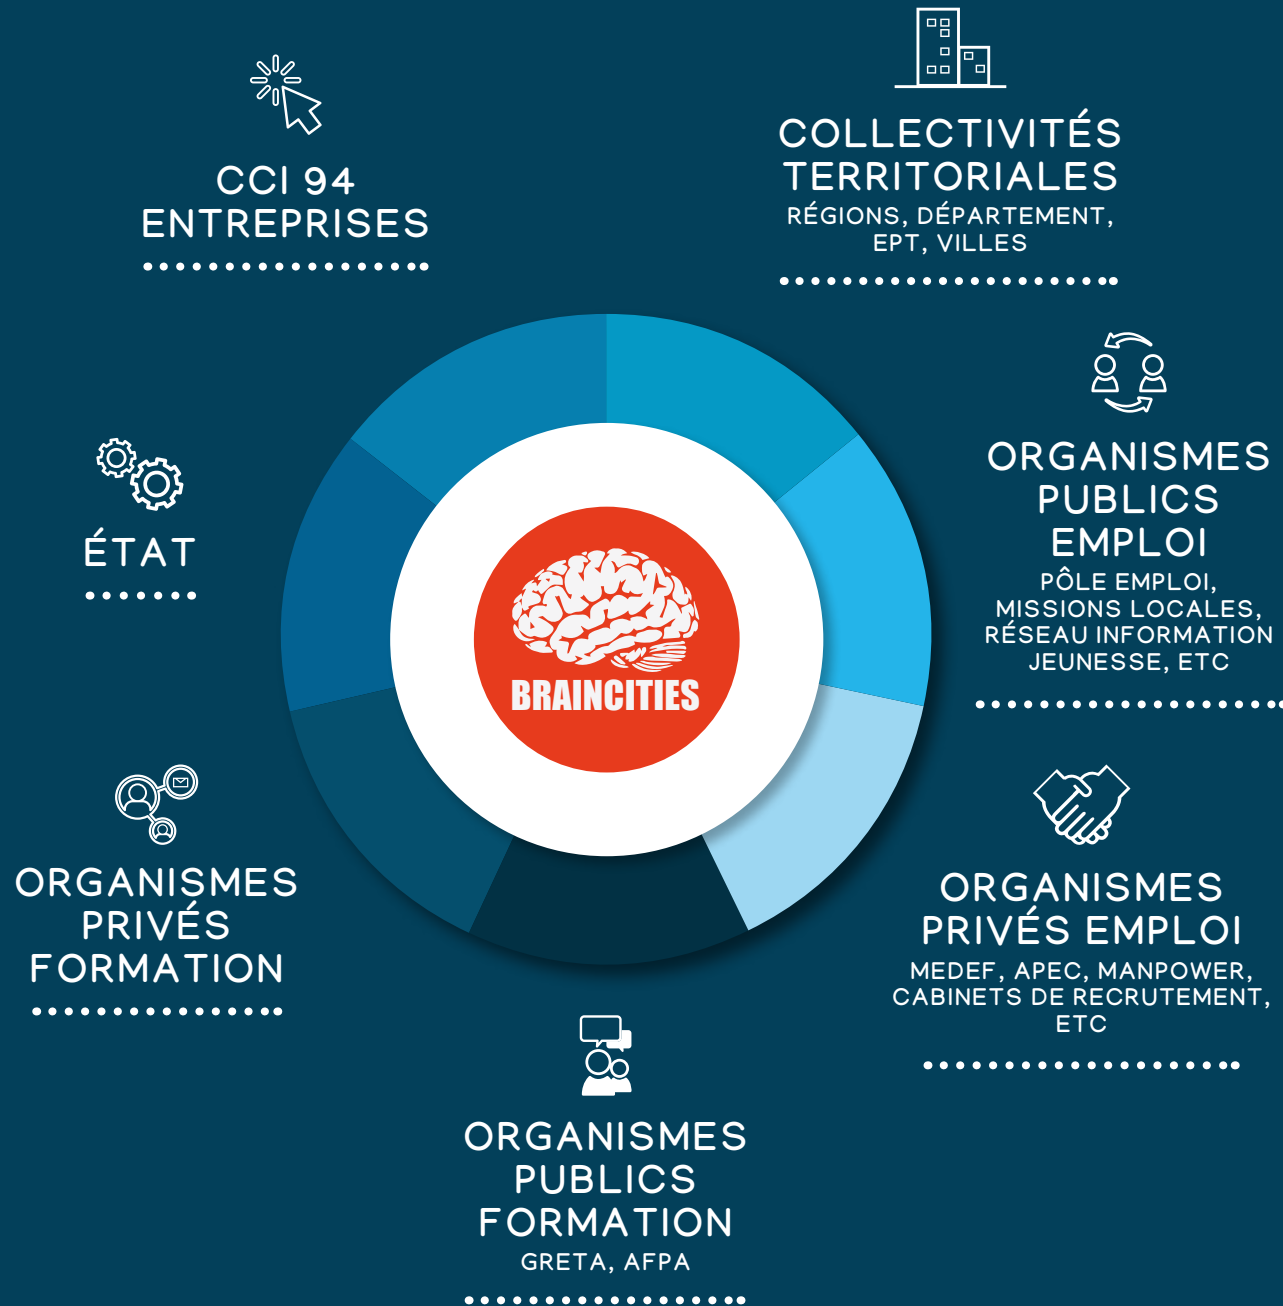 CCI 94
ENTREPRISES
COLLECTIVITÉS
TERRITORIALES
RÉGIONS, DÉPARTEMENT,
EPT, VILLES
ORGANISMES
PUBLICS
EMPLOI
PÔLE EMPLOI,
MISSIONS LOCALES,
RÉSEAU INFORMATION
JEUNESSE, ETC
ÉTAT
BRAINCITIES
ORGANISMES
PRIVÉS
FORMATION
ORGANISMES
PRIVÉS EMPLOI
MEDEF, APEC, MANPOWER,
CABINETS DE RECRUTEMENT,
ETC
ORGANISMES
PUBLICS
FORMATION
GRETA, AFPA